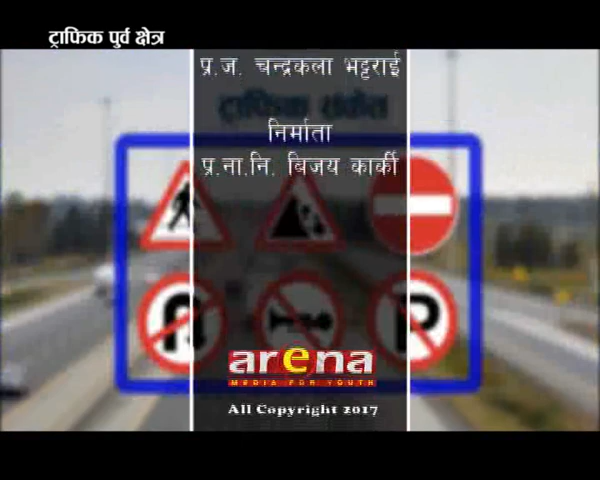 ट्राफिक पुर्व क्षेत्र
प्र.ज. चन्द्रकला भट्टराई
ट्राफिक संकेत
निर्माता
प्र.ना.नि. बिजय कार्की
P
arena
MEDIA FOR YOUTH
All Copyright 2017